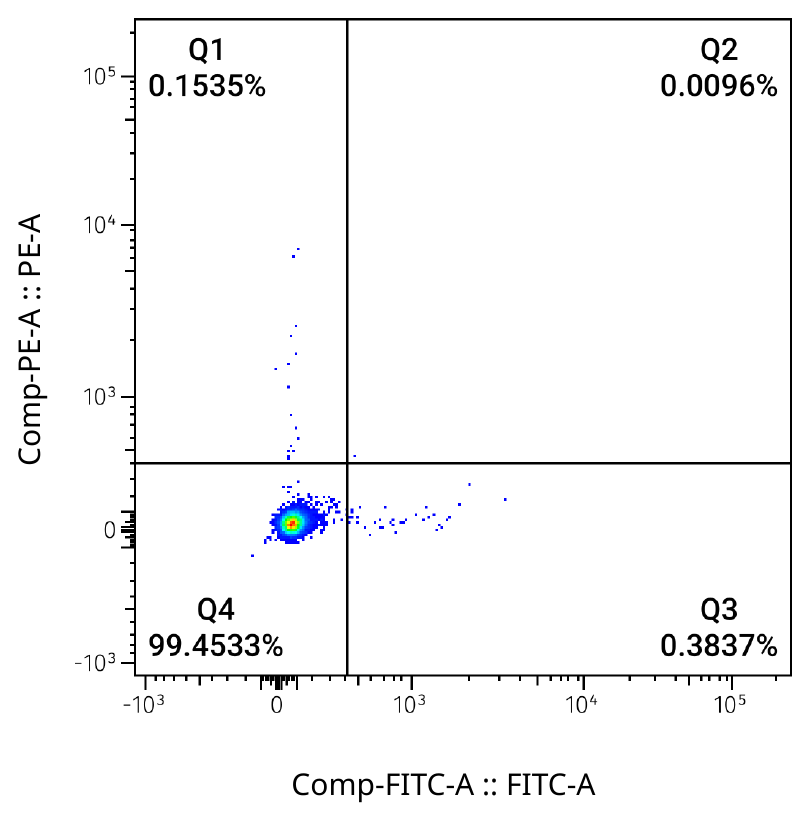 Q1
0.1535%
Q2
0.0096%
10⁵
10⁴
10³
0
-10³
Comp-PE-A :: PE-A
Q4
99.4533%
Q3
0.3837%
-10³
0
10³
10⁴
10⁵
Comp-FITC-A :: FITC-A